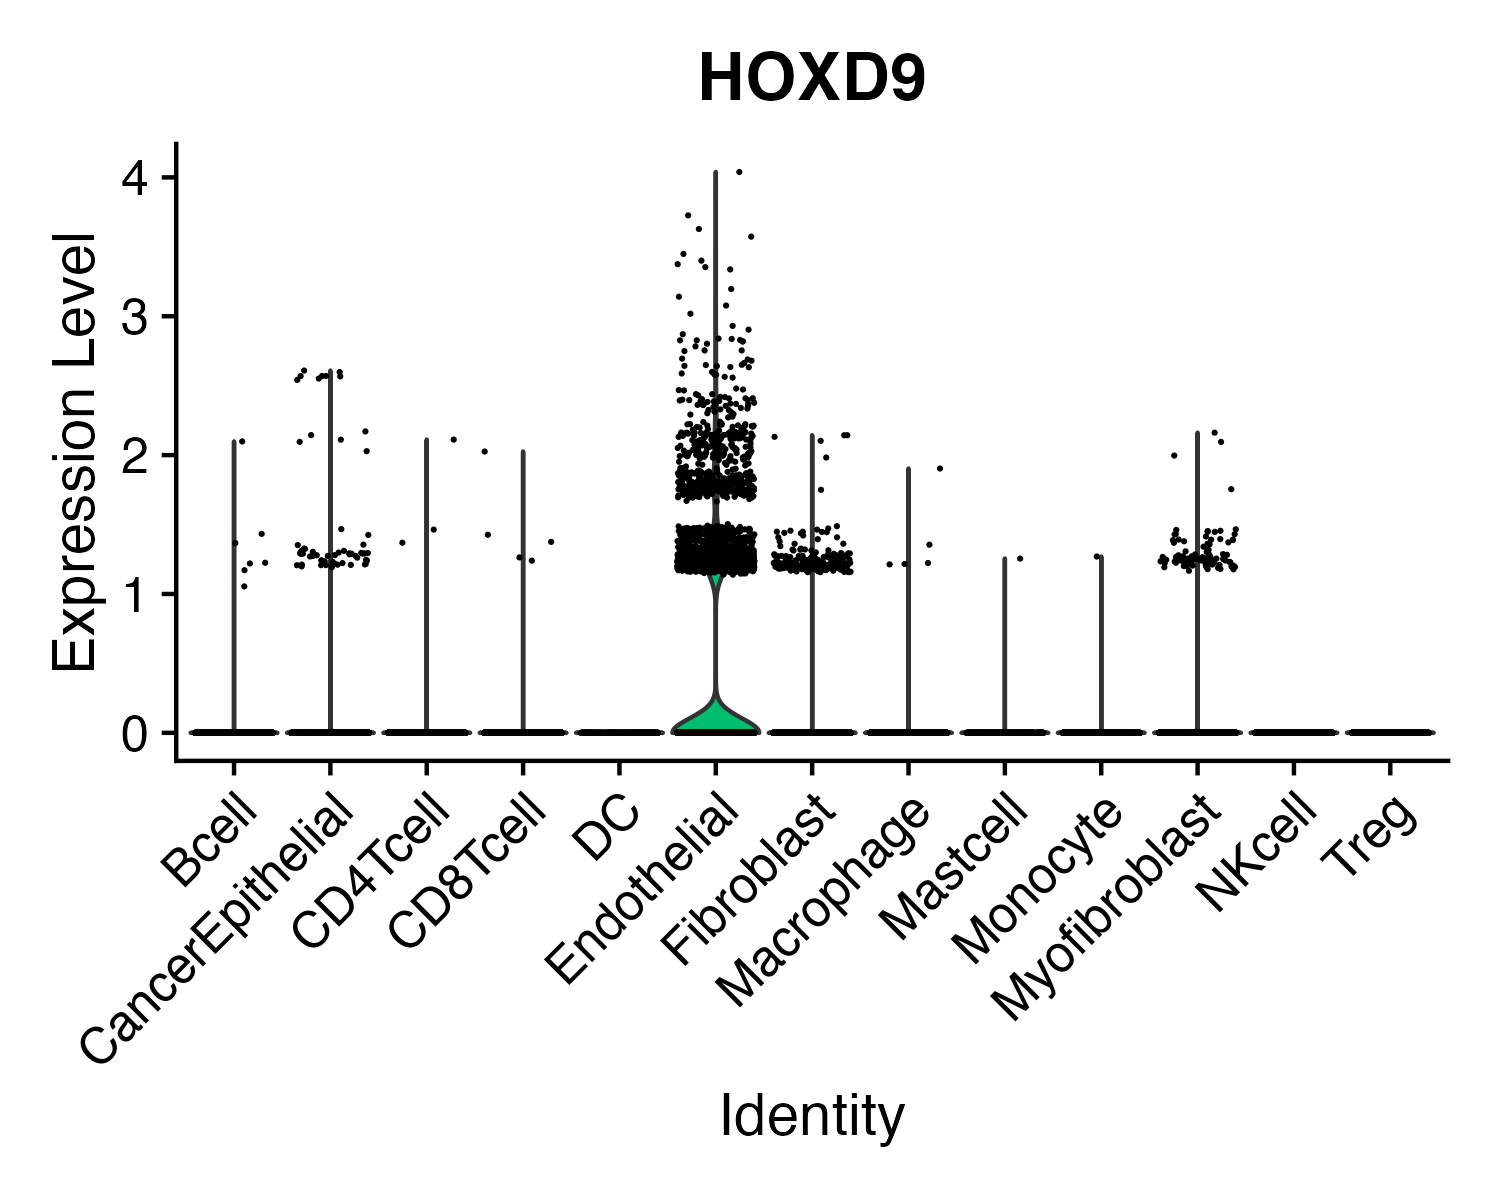 HOXD9
Expression Level
4
3
2
1
0
Bcell
CancerEpithelial
CD4Tcell
CD8Tcell
DC
Endothelial
Fibroblast
Macrophage
Mastcell
Monocyte
Myofibroblast
NKcell
Treg
Identity